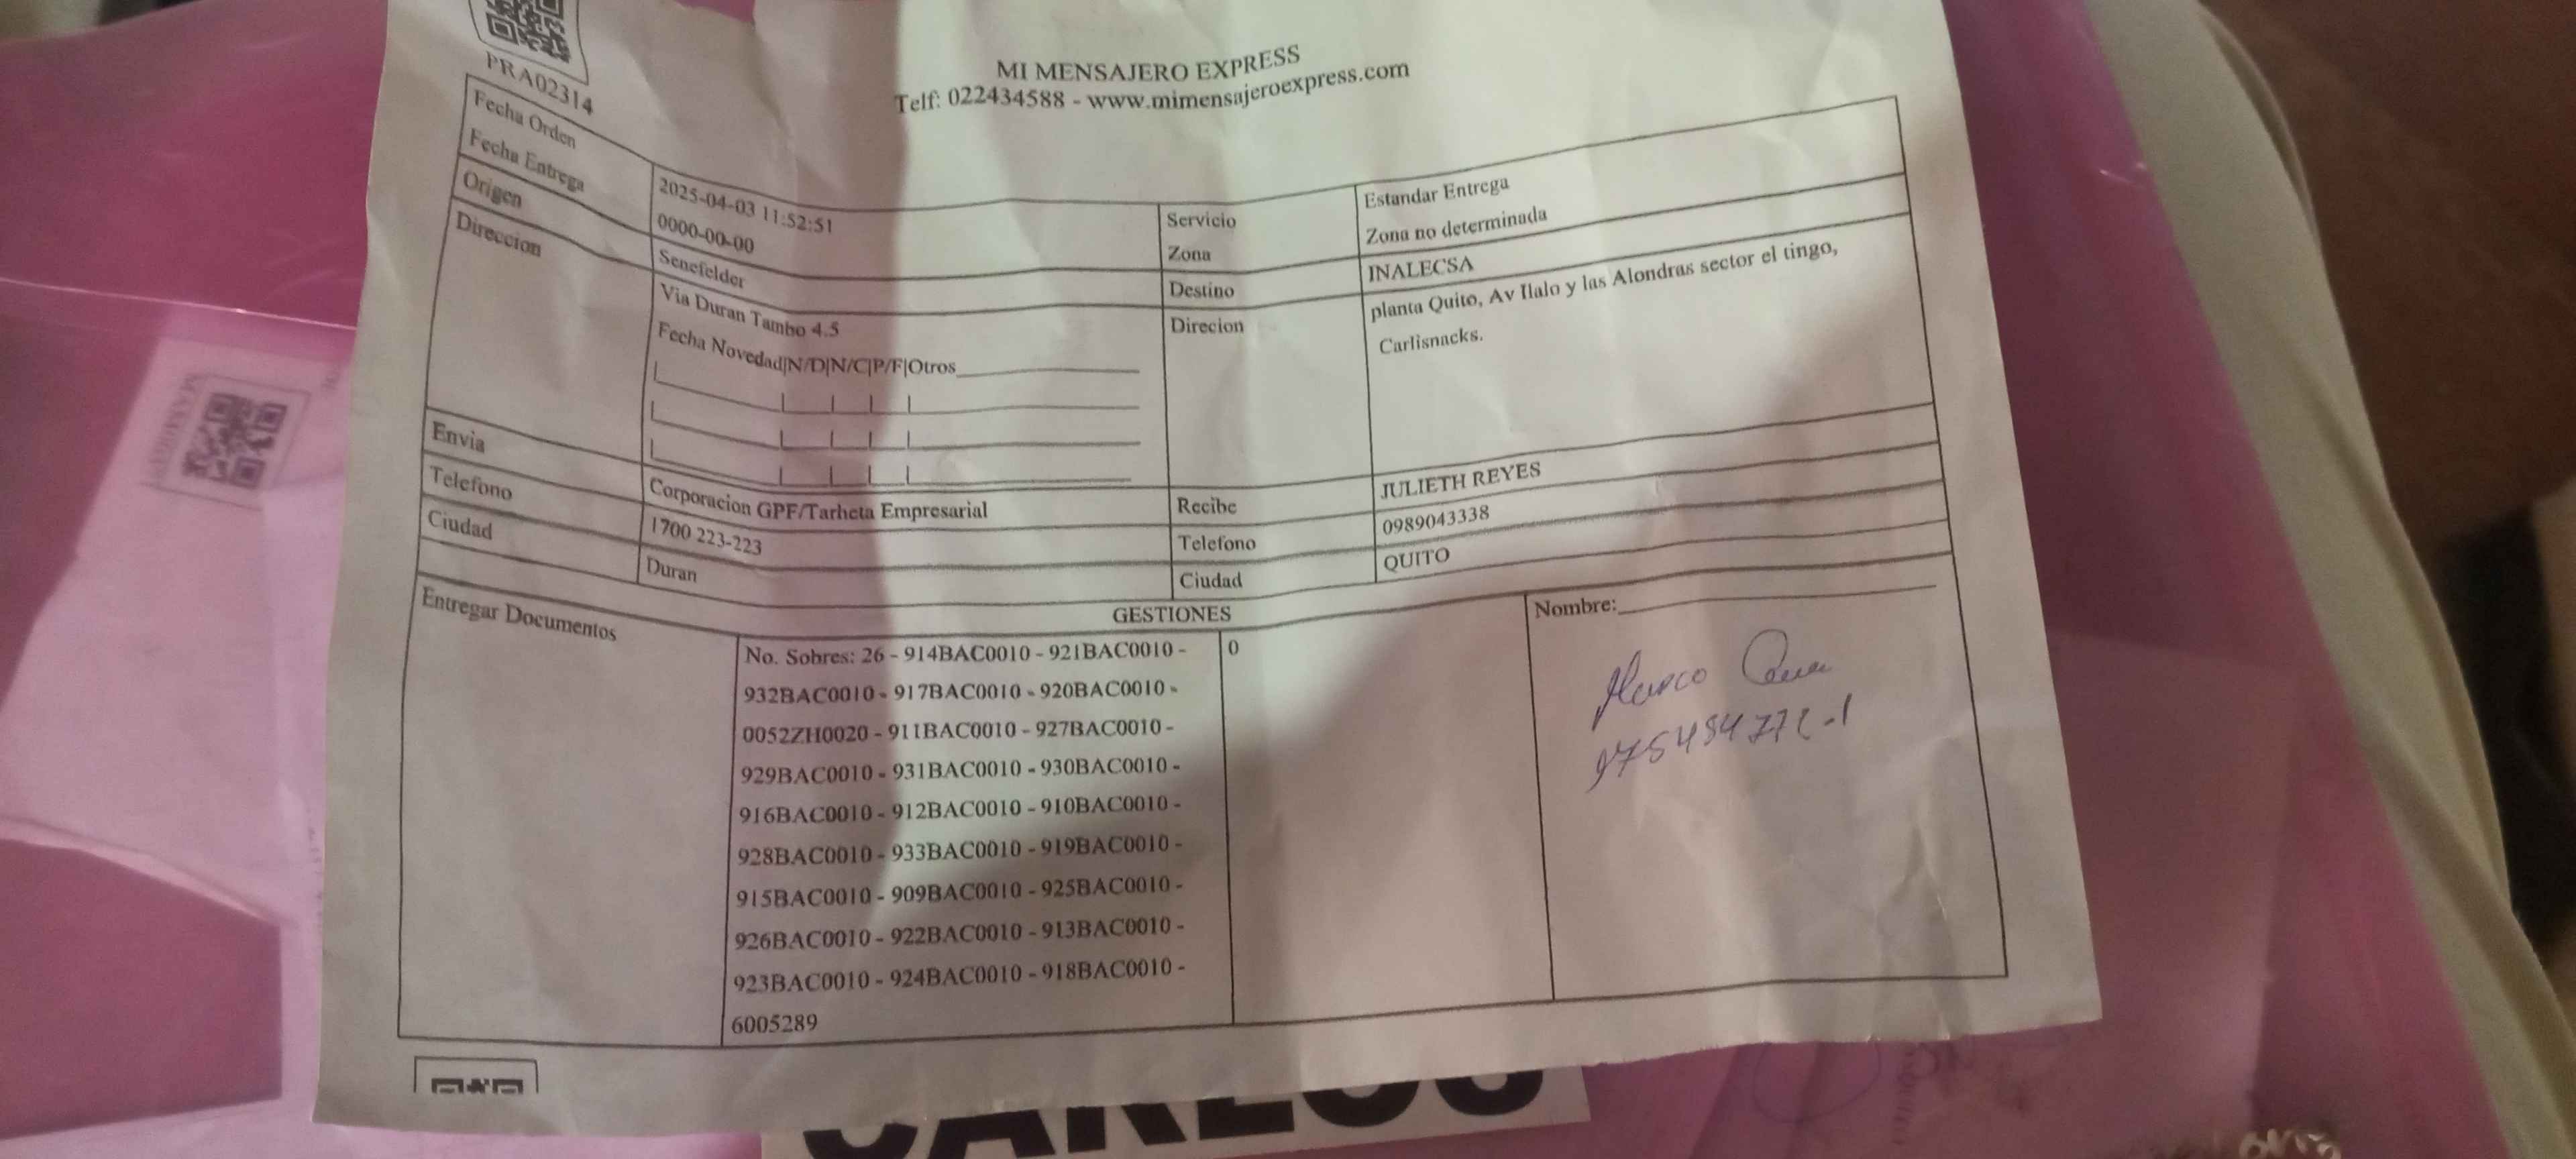 PRA02314
MI MENSAJERO EXPRESS
Telf: 022434588 - www.mimensajeroexpress.com
Fecha Orden 2025-04-03 11:52:51 Servicio Estandar Entrega
Fecha Entrega 0000-00-00 Zona Zona no determinada
Origen Senefelder Destino INALECSA
Direccion Via Duran Tambo 4.5 Direcion planta Quito, Av Ilalo y las Alondras sector el tingo,
Carlisnacks.
Fecha Novedad|N/D|N/C|P/F|Otros
Envia Corporacion GPF/Tarheta Empresarial Recibe JULIETH REYES
Telefono 1700 223-223 Telefono 0989043338
Ciudad Duran Ciudad QUITO
GESTIONES
Entregar Documentos No. Sobres: 26 - 914BAC0010 - 921BAC0010 - 0 Nombre:
932BAC0010 - 917BAC0010 - 920BAC0010 -
0052ZH0020 - 911BAC0010 - 927BAC0010 -
929BAC0010 - 931BAC0010 - 930BAC0010 -
916BAC0010 - 912BAC0010 - 910BAC0010 -
928BAC0010 - 933BAC0010 - 919BAC0010 -
915BAC0010 - 909BAC0010 - 925BAC0010 -
926BAC0010 - 922BAC0010 - 913BAC0010 -
923BAC0010 - 924BAC0010 - 918BAC0010 -
6005289
Marco
CARLOS